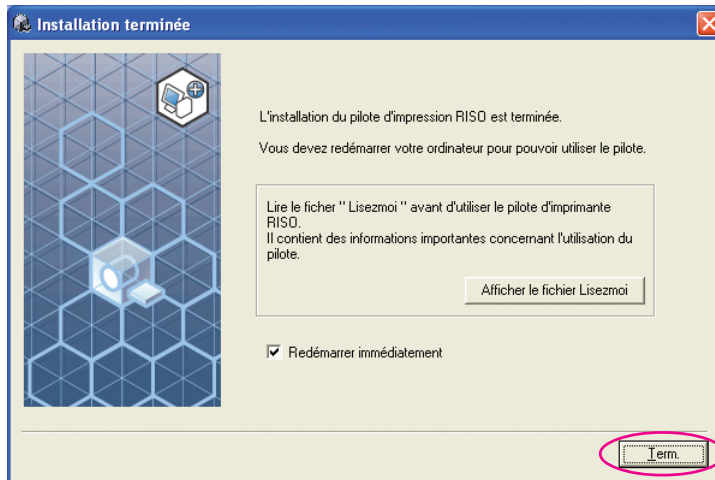 Installation terminée
L'installation du pilote d'impression RISO est terminée.
Vous devez redémarrer votre ordinateur pour pouvoir utiliser le pilote.
Lire le ficher " Lisezmoi " avant d'utiliser le pilote d'imprimante
RISO.
Il contient des informations importantes concernant l'utilisation du
pilote.
Afficher le fichier Lisezmoi
Redémarrer immédiatement
Term.